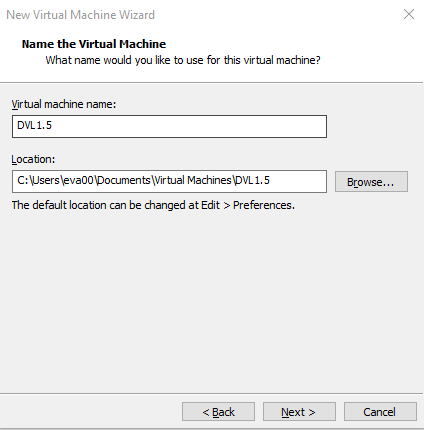 New Virtual Machine Wizard
Name the Virtual Machine
What name would you like to use for this virtual machine?
Virtual machine name:
DVL1.5
Location:
C:\Users\eva00\Documents\Virtual Machines\DVL1.5
Browse...
The default location can be changed at Edit > Preferences.
< Back
Next >
Cancel